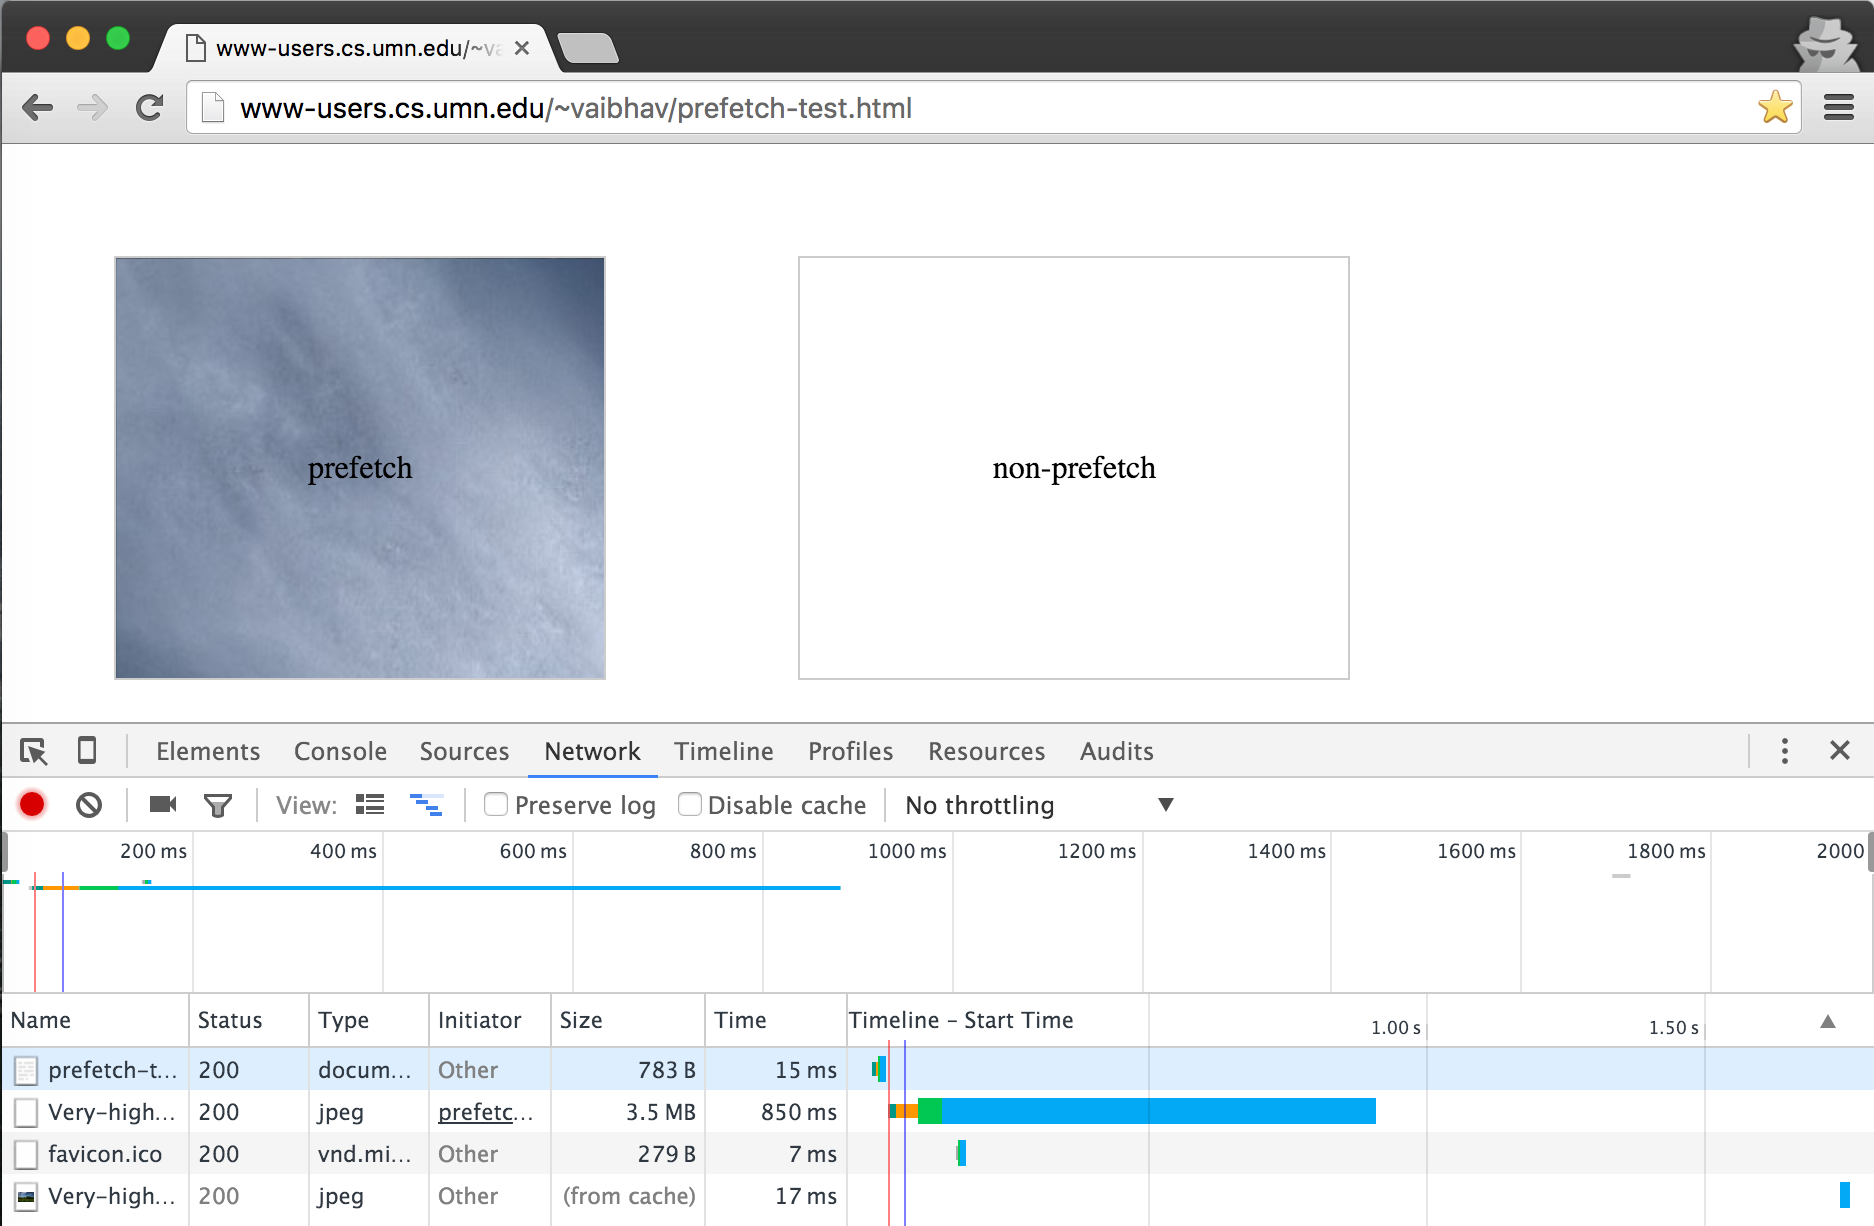 www-users.cs.umn.edu/~va
www-users.cs.umn.edu/~vaibhav/prefetch-test.html
prefetch
non-prefetch
Elements Console Sources Network Timeline Profiles Resources Audits
View: Preserve log Disable cache No throttling
200 ms 400 ms 600 ms 800 ms 1000 ms 1200 ms 1400 ms 1600 ms 1800 ms 2000
Name Status Type Initiator Size Time Timeline – Start Time 1.00 s 1.50 s
prefetch-t... 200 docum... Other 783 B 15 ms
Very-high... 200 jpeg prefetc... 3.5 MB 850 ms
favicon.ico 200 vnd.mi... Other 279 B 7 ms
Very-high... 200 jpeg Other (from cache) 17 ms